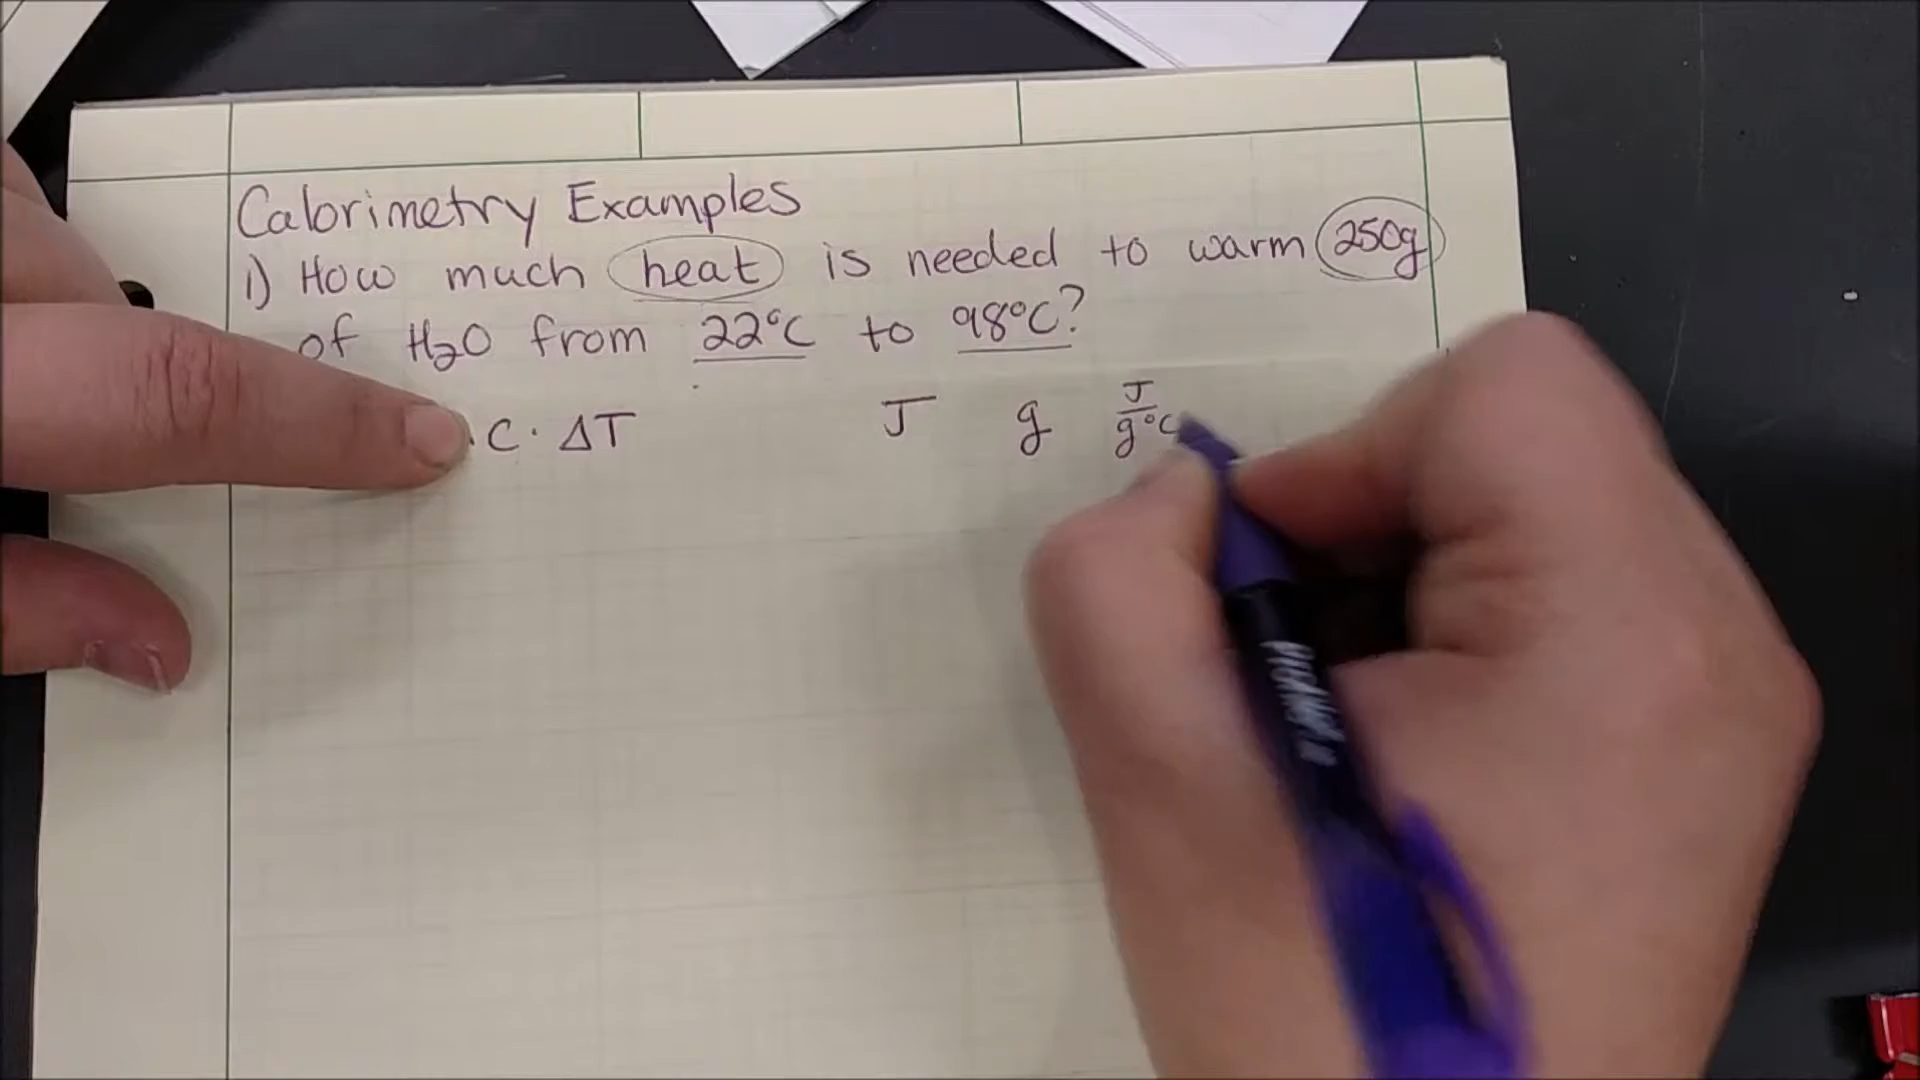 Calorimetry Examples
1) How much heat is needed to warm 250g
of H₂O from 22°C to 98°C?
· C · ΔT J g J/g°C